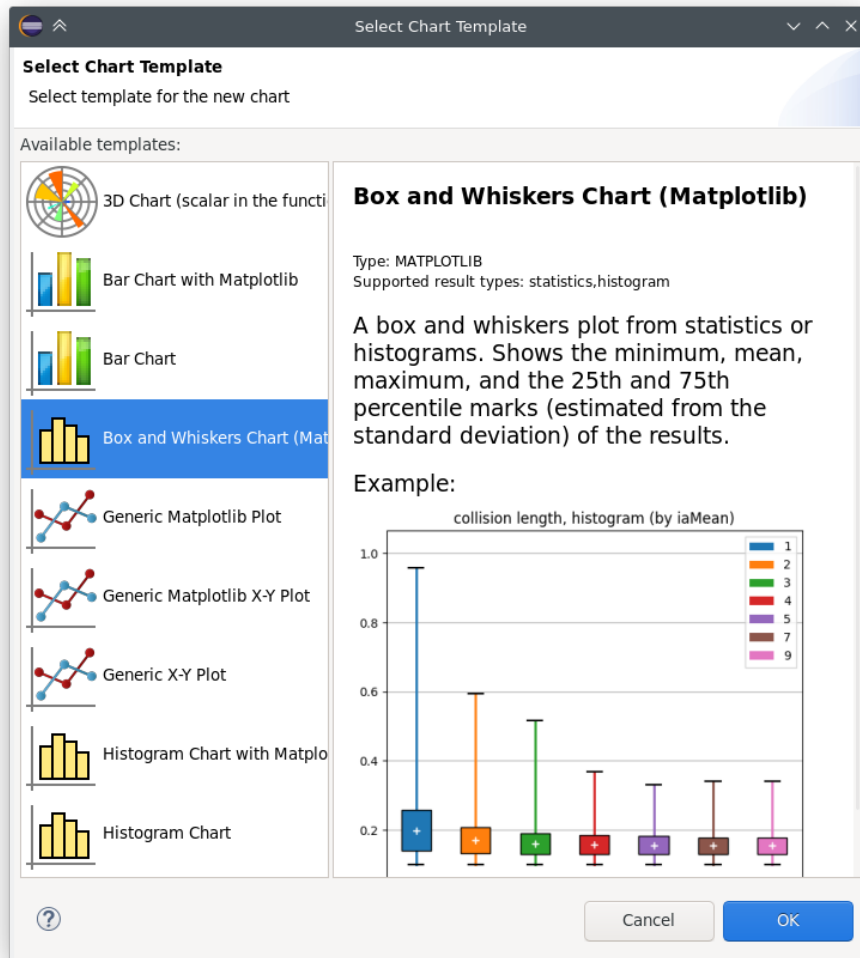 Select Chart Template
Select Chart Template
Select template for the new chart
Available templates:
3D Chart (scalar in the functi
Bar Chart with Matplotlib
Bar Chart
Box and Whiskers Chart (Mat
Generic Matplotlib Plot
Generic Matplotlib X-Y Plot
Generic X-Y Plot
Histogram Chart with Matplo
Histogram Chart
Box and Whiskers Chart (Matplotlib)
Type: MATPLOTLIB
Supported result types: statistics,histogram
A box and whiskers plot from statistics or
histograms. Shows the minimum, mean,
maximum, and the 25th and 75th
percentile marks (estimated from the
standard deviation) of the results.
Example:
collision length, histogram (by iaMean)
1.0
0.8
0.6
0.4
0.2
1
2
3
4
5
7
9
?
Cancel
OK